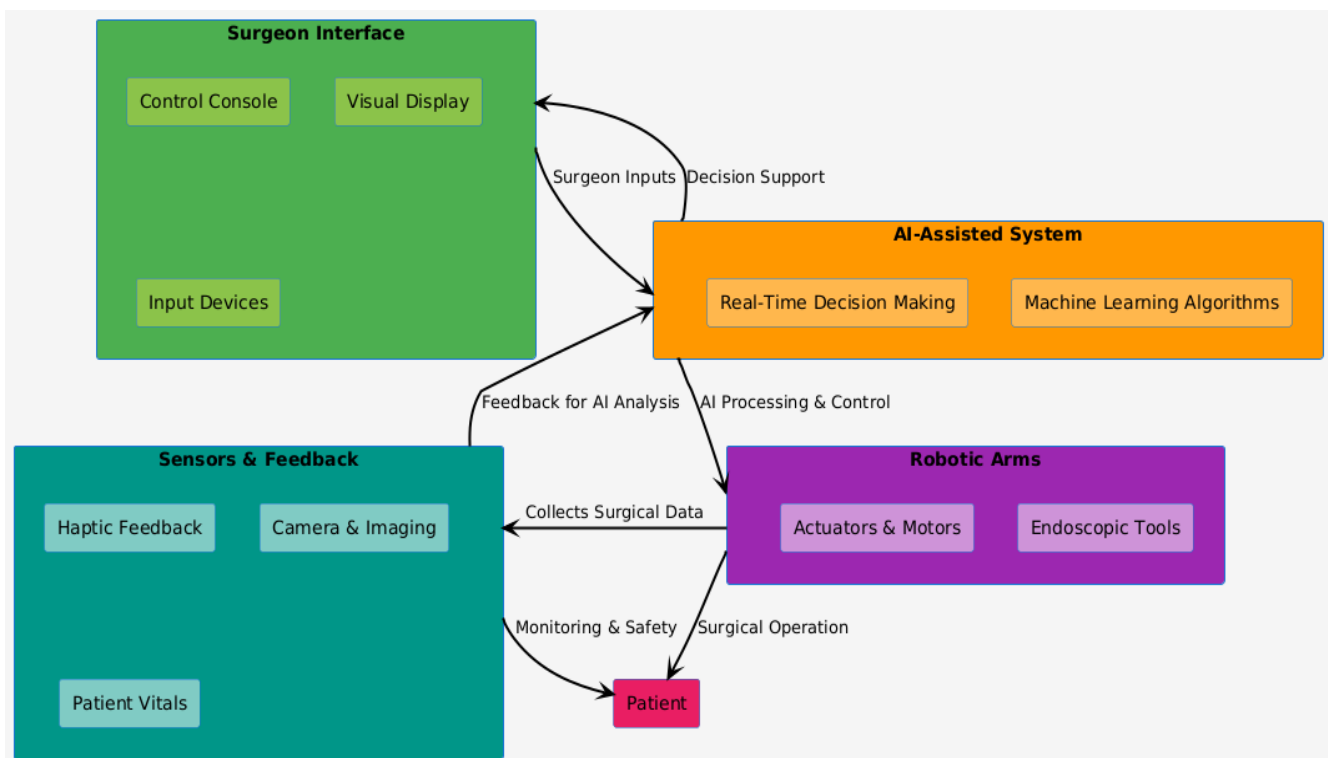 Surgeon Interface
Control Console
Visual Display
Surgeon Inputs
Decision Support
AI-Assisted System
Input Devices
Real-Time Decision Making
Machine Learning Algorithms
Feedback for AI Analysis
AI Processing & Control
Sensors & Feedback
Robotic Arms
Haptic Feedback
Camera & Imaging
Collects Surgical Data
Actuators & Motors
Endoscopic Tools
Monitoring & Safety
Surgical Operation
Patient Vitals
Patient